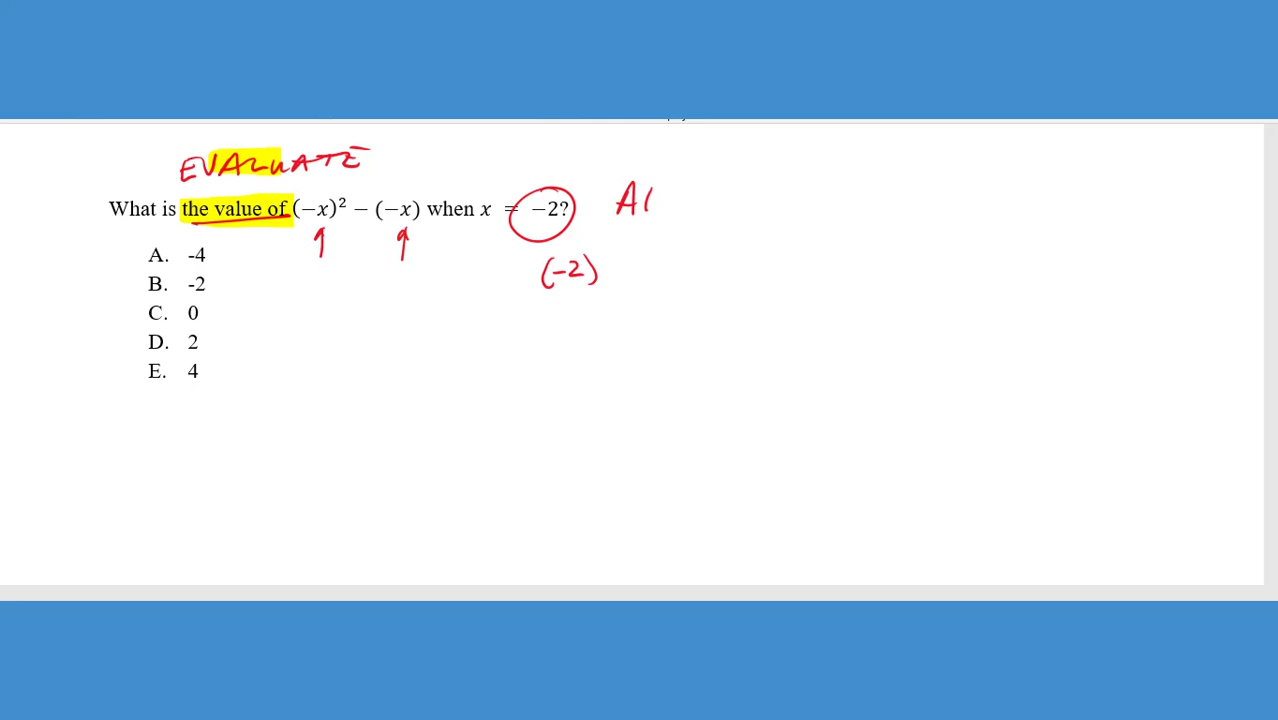 EVALUATE
What is the value of (−x)² − (−x) when x = −2?
(-2)
A. -4
B. -2
C. 0
D. 2
E. 4